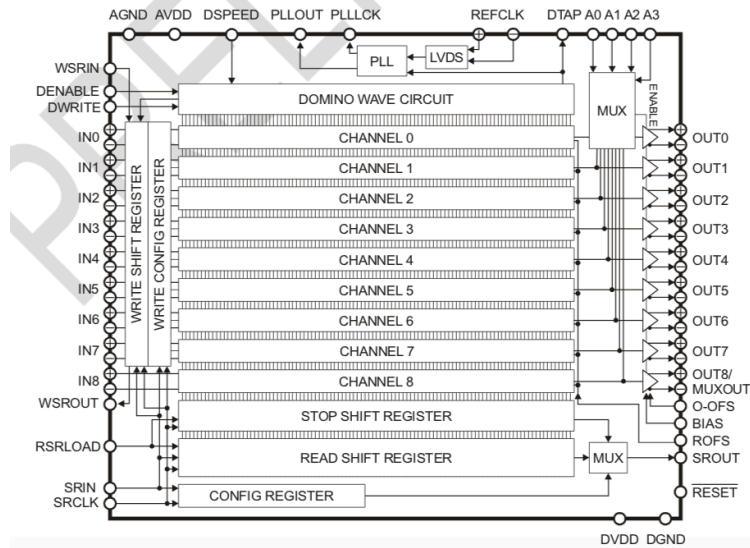 AGND AVDD DSPEED PLLOUT PLLLCK REFCLK DTAP A0 A1 A2 A3
WSRIN
PLL
LVDS
DENABLE
DWRITE
DOMINO WAVE CIRCUIT
MUX
ENABLE
IN0
CHANNEL 0
OUT0
IN1
CHANNEL 1
OUT1
IN2
CHANNEL 2
OUT2
IN3
CHANNEL 3
OUT3
IN4
CHANNEL 4
OUT4
IN5
CHANNEL 5
OUT5
IN6
CHANNEL 6
OUT6
IN7
CHANNEL 7
OUT7
IN8
CHANNEL 8
OUT8/
MUXOUT
WRITE SHIFT REGISTER
WRITE CONFIG REGISTER
WSROUT
STOP SHIFT REGISTER
O-OFS
BIAS
ROFS
RSRLOAD
READ SHIFT REGISTER
MUX
SROUT
SRIN
SRCLK
CONFIG REGISTER
RESET
DVDD DGND